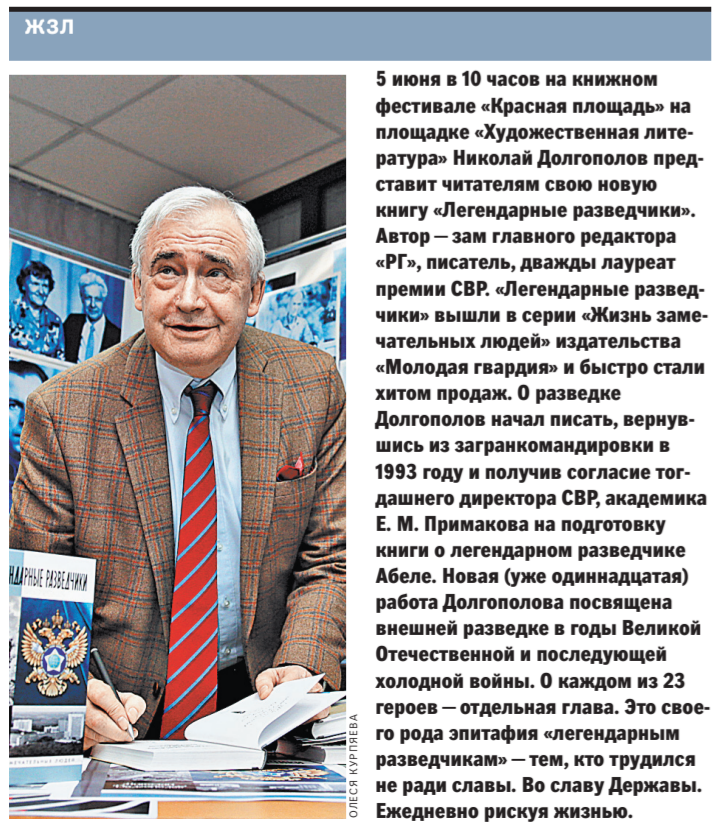 ЖЗЛ
5 июня в 10 часов на книжном
фестивале «Красная площадь» на
площадке «Художественная лите-
ратура» Николай Долгополов пред-
ставит читателям свою новую
книгу «Легендарные разведчики».
Автор — зам главного редактора
«РГ», писатель, дважды лауреат
премии СВР. «Легендарные развед-
чики» вышли в серии «Жизнь заме-
чательных людей» издательства
«Молодая гвардия» и быстро стали
хитом продаж. О разведке
Долгополов начал писать, вернув-
шись из загранкомандировки в
1993 году и получив согласие тог-
дашнего директора СВР, академика
Е. М. Примакова на подготовку
книги о легендарном разведчике
Абеле. Новая (уже одиннадцатая)
работа Долгополова посвящена
внешней разведке в годы Великой
Отечественной и последующей
холодной войны. О каждом из 23
героев — отдельная глава. Это свое-
го рода эпитафия «легендарным
разведчикам» — тем, кто трудился
не ради славы. Во славу Державы.
Ежедневно рискуя жизнью.
НДАРНЫЕ РАЗВЕДЧИКИ
МЕЧАТЕЛЬНЫХ ЛЮДЕЙ
ОЛЕСЯ КУРПЯЕВА